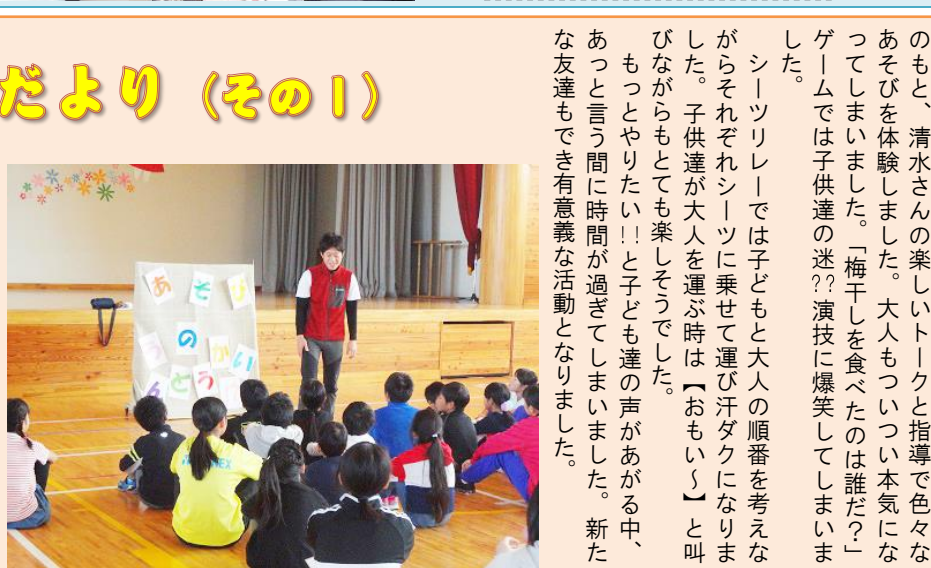 だより（その１）
のもと、清水さんの楽しいトークと指導で色々な
あそびを体験しました。大人もついつい本気にな
ってしまいました。「梅干しを食べたのは誰だ？」
ゲームでは子供達の迷??演技に爆笑してしまいま
した。
シーツリレーでは子どもと大人の順番を考えな
がらそれぞれシーツに乗せて運び汗ダクになりま
した。子供達が大人を運ぶ時は【おもい～】と叫
びながらもとても楽しそうでした。
もっとやりたい!!と子ども達の声があがる中、
あっと言う間に時間が過ぎてしまいました。新た
な友達もでき有意義な活動となりました。
あそび
のかい
とう